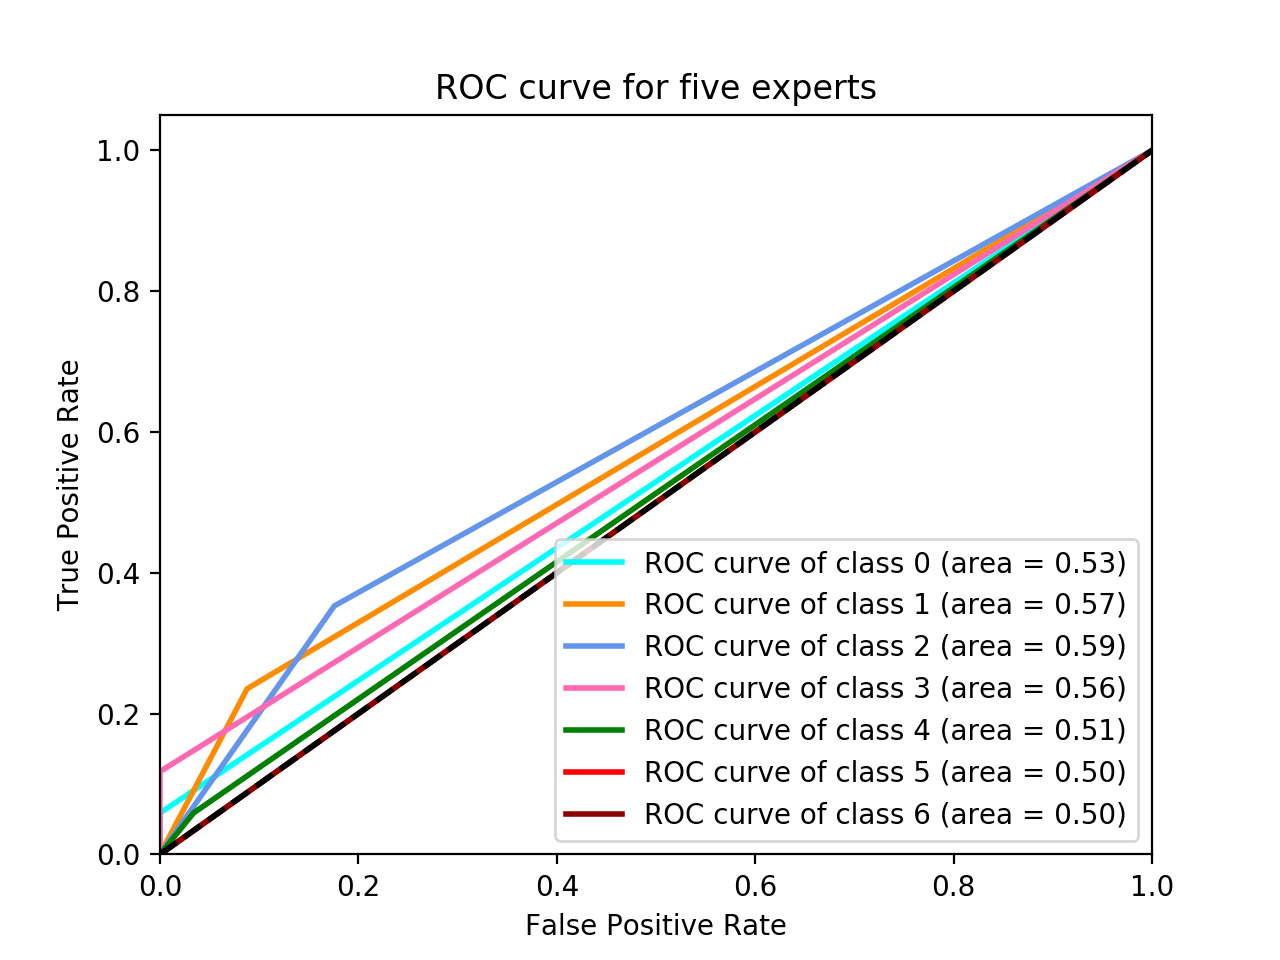 ROC curve for five experts
True Positive Rate
1.0
0.8
0.6
0.4
0.2
0.0
ROC curve of class 0 (area = 0.53)
ROC curve of class 1 (area = 0.57)
ROC curve of class 2 (area = 0.59)
ROC curve of class 3 (area = 0.56)
ROC curve of class 4 (area = 0.51)
ROC curve of class 5 (area = 0.50)
ROC curve of class 6 (area = 0.50)
0.0 0.2 0.4 0.6 0.8 1.0
False Positive Rate